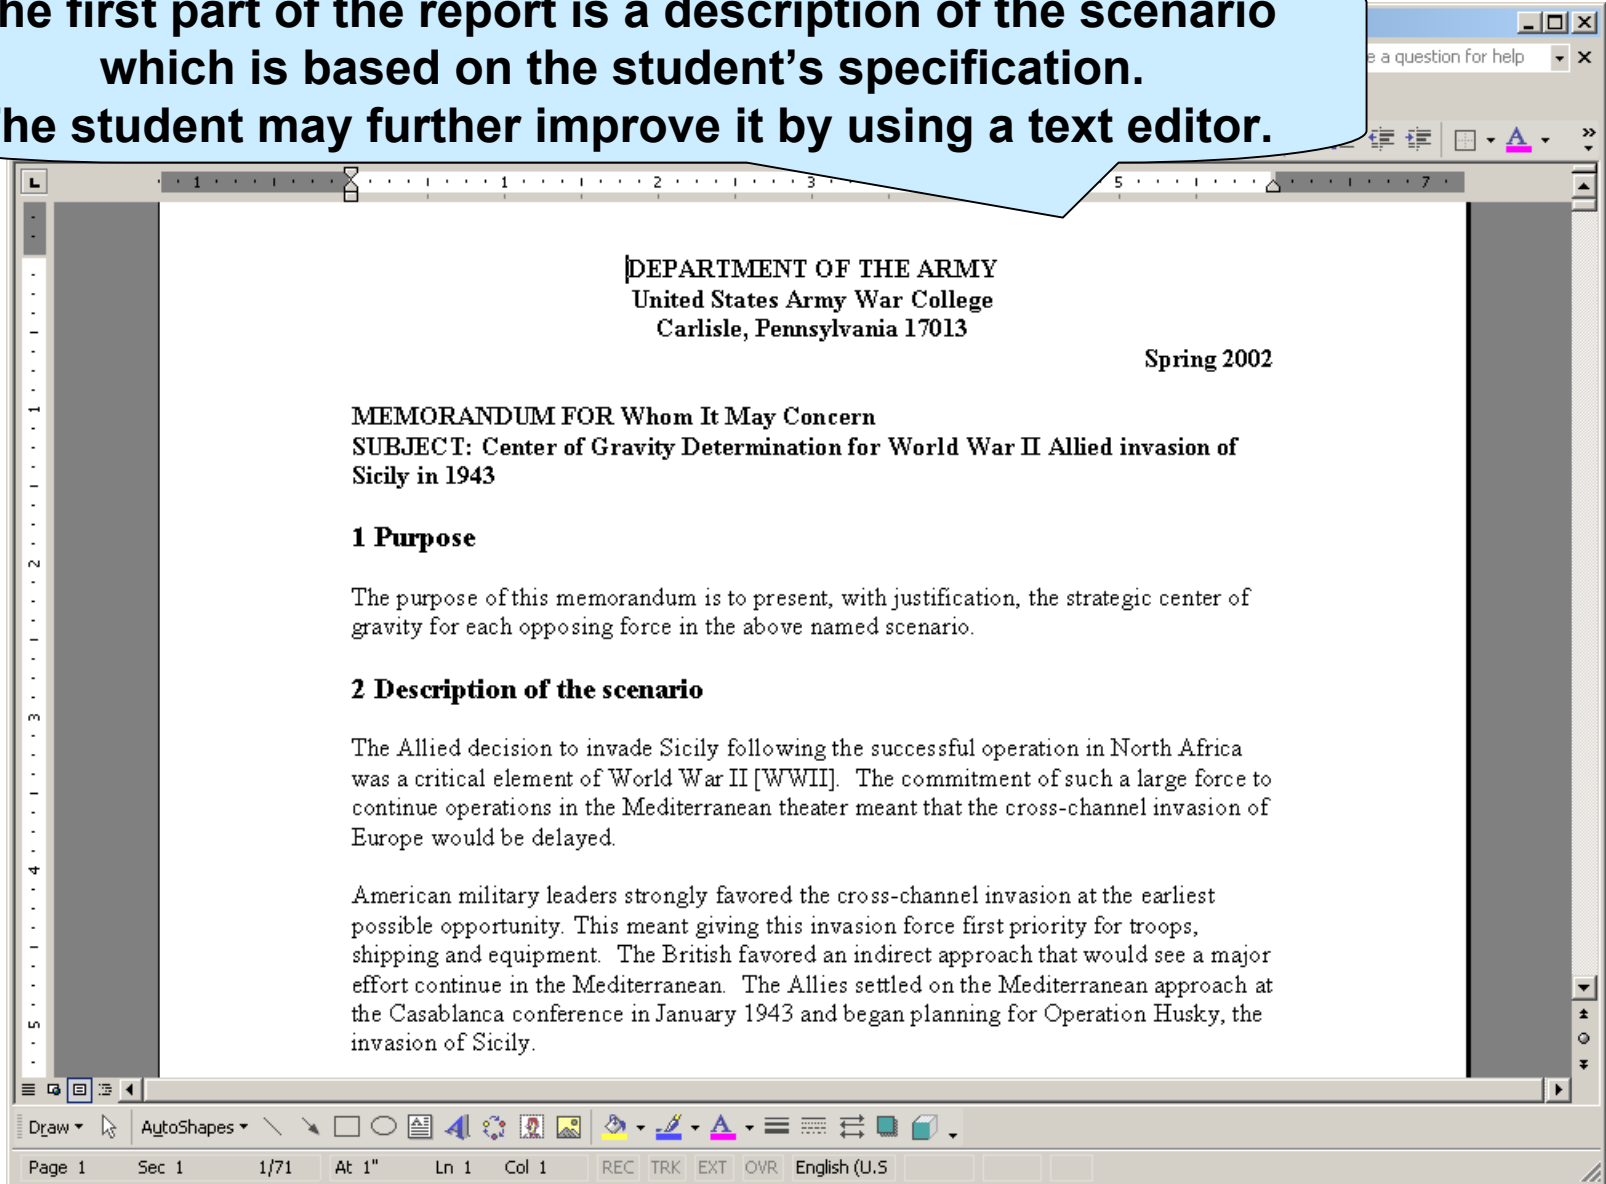 he first part of the report is a description of the scenario
which is based on the student's specification.
he student may further improve it by using a text editor.
e a question for help
DEPARTMENT OF THE ARMY
United States Army War College
Carlisle, Pennsylvania 17013
Spring 2002
MEMORANDUM FOR Whom It May Concern
SUBJECT: Center of Gravity Determination for World War II Allied invasion of
Sicily in 1943
1 Purpose
The purpose of this memorandum is to present, with justification, the strategic center of
gravity for each opposing force in the above named scenario.
2 Description of the scenario
The Allied decision to invade Sicily following the successful operation in North Africa
was a critical element of World War II [WWII].  The commitment of such a large force to
continue operations in the Mediterranean theater meant that the cross-channel invasion of
Europe would be delayed.
American military leaders strongly favored the cross-channel invasion at the earliest
possible opportunity. This meant giving this invasion force first priority for troops,
shipping and equipment.  The British favored an indirect approach that would see a major
effort continue in the Mediterranean.  The Allies settled on the Mediterranean approach at
the Casablanca conference in January 1943 and began planning for Operation Husky, the
invasion of Sicily.
Draw AutoShapes
Page 1 Sec 1 1/71 At 1" Ln 1 Col 1 REC TRK EXT OVR English (U.S